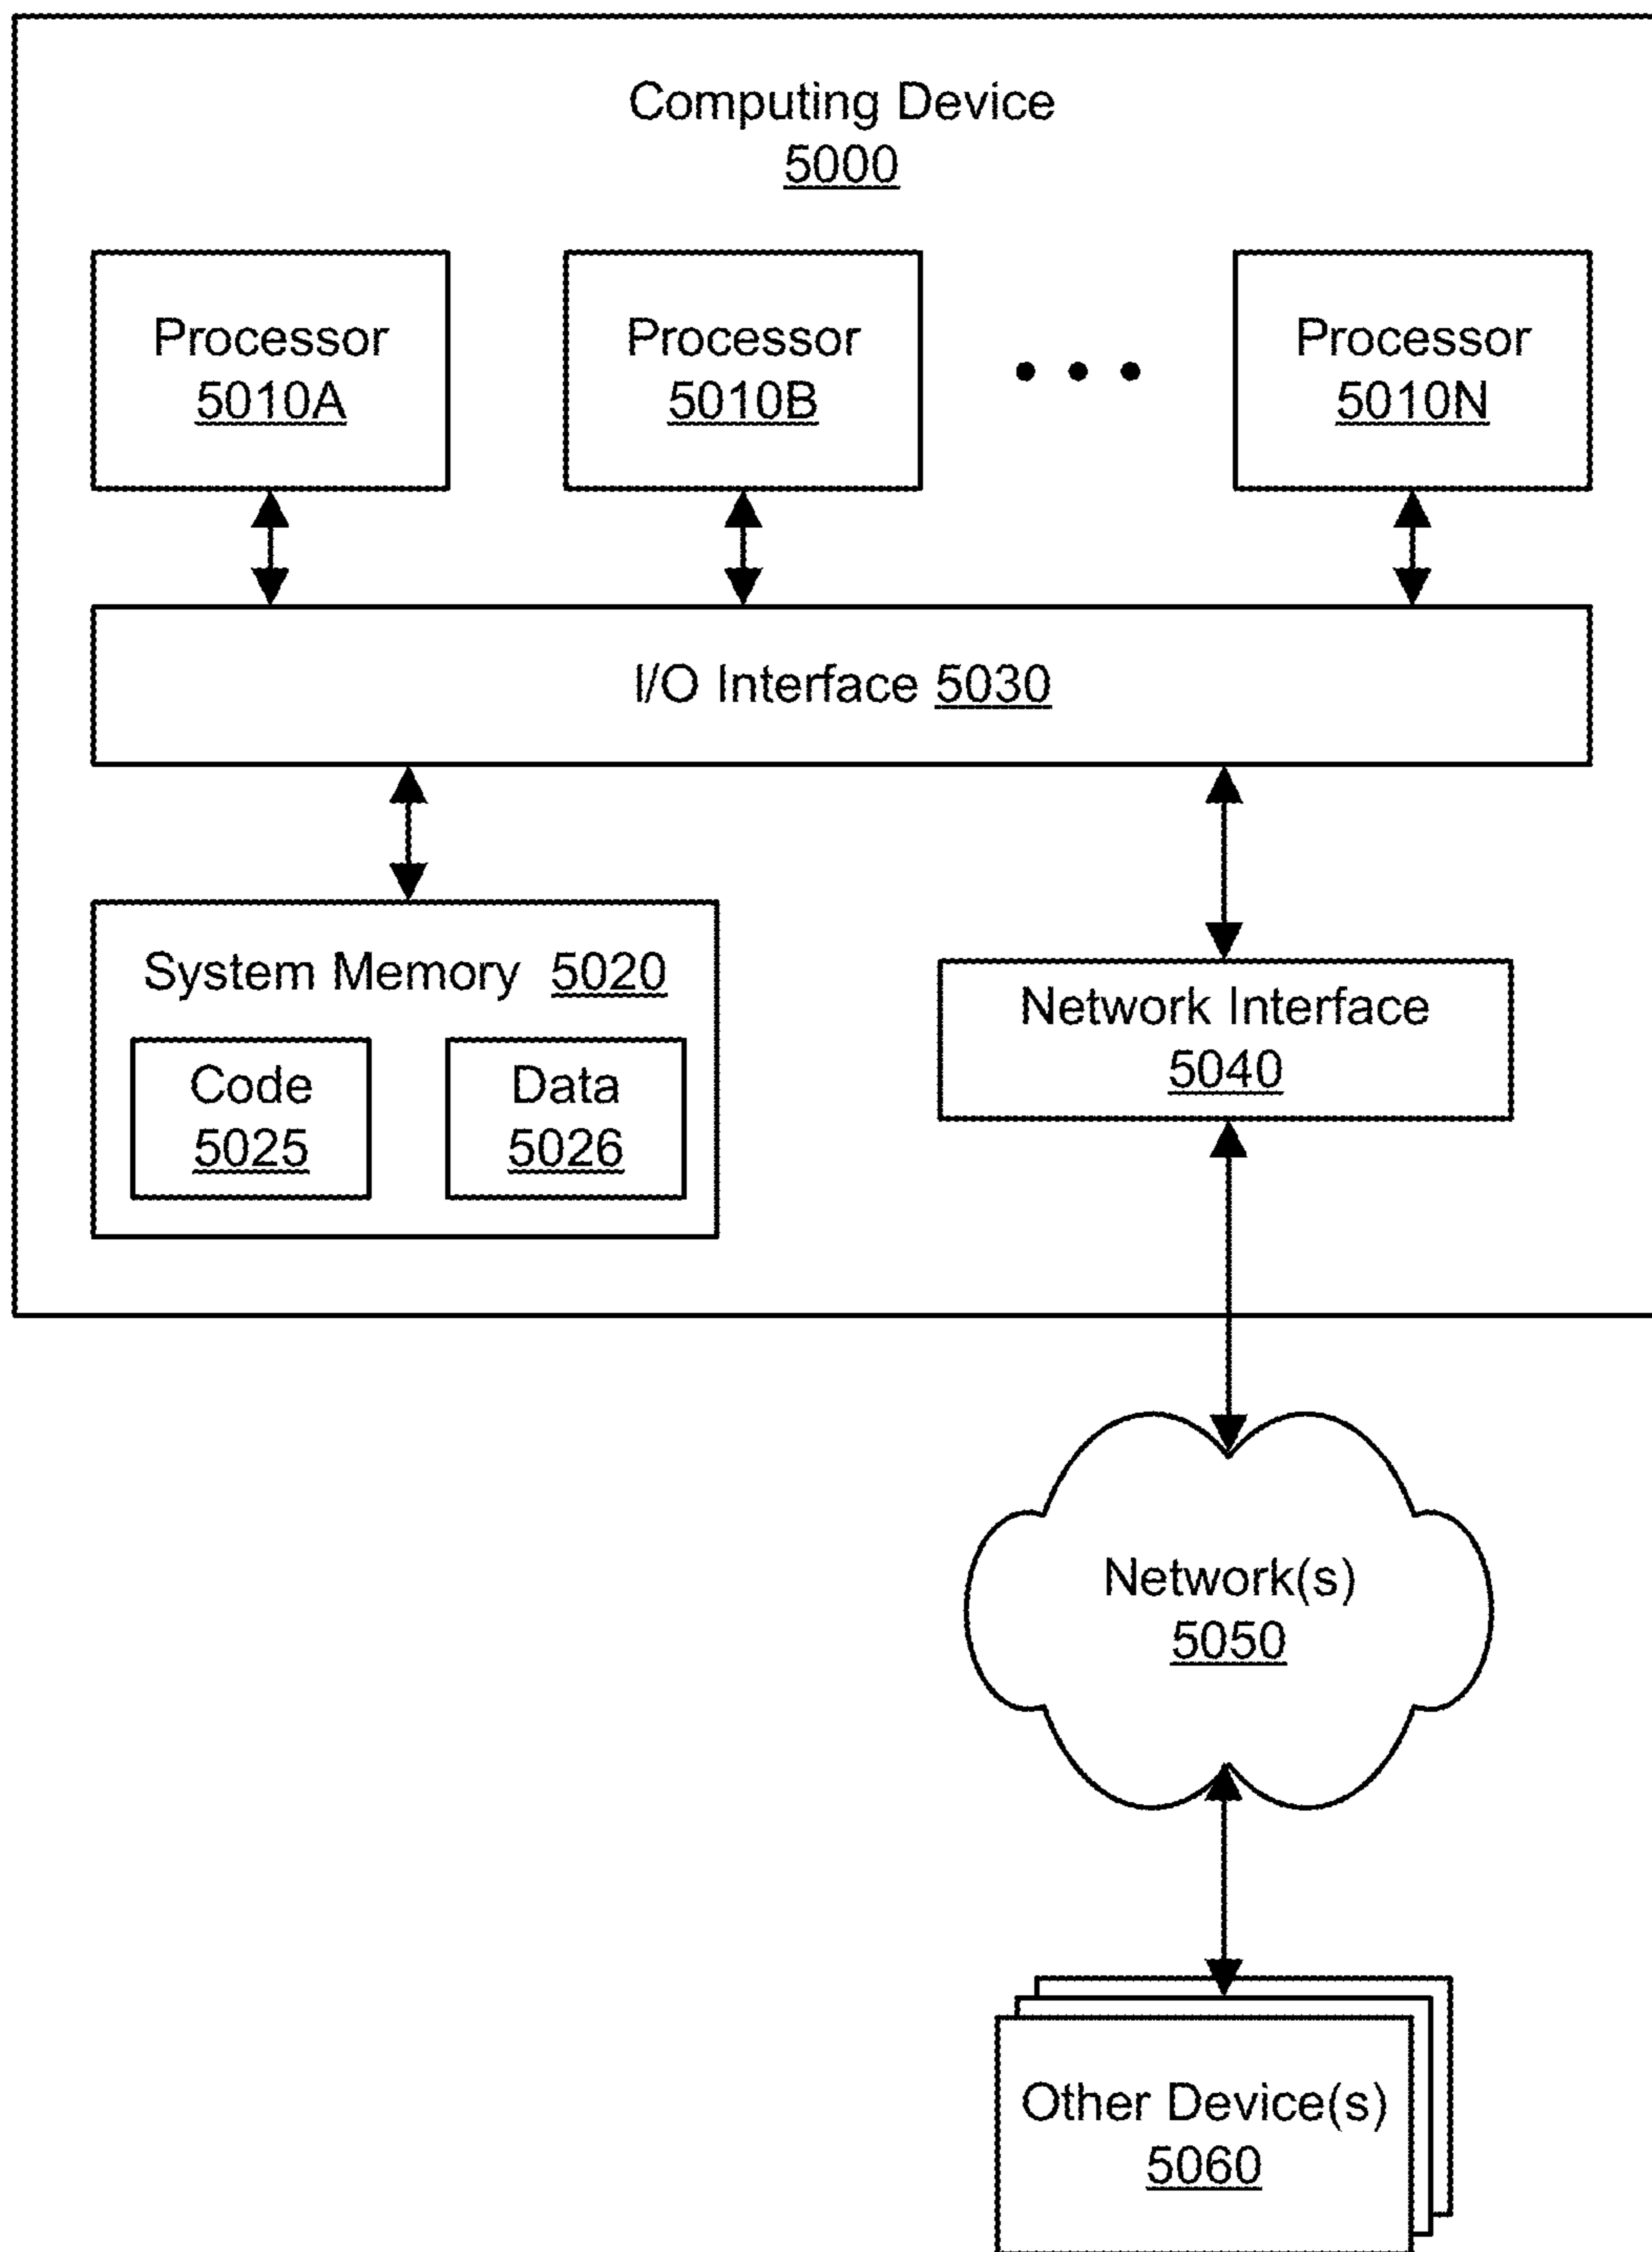 Computing Device
5000
Processor
5010A
Processor
5010B
Processor
5010N
I/O Interface 5030
System Memory 5020
Code
5025
Data
5026
Network Interface
5040
Network(s)
5050
Other Device(s)
5060